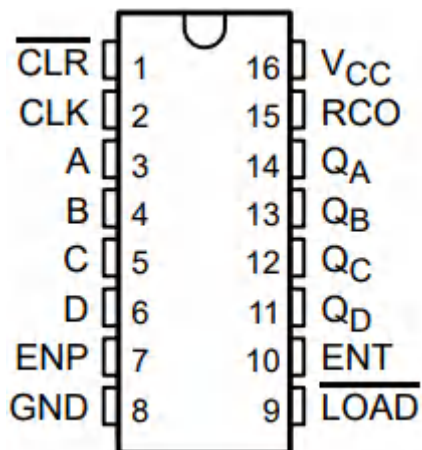 CLR 1 16 VCC
CLK 2 15 RCO
A 3 14 QA
B 4 13 QB
C 5 12 QC
D 6 11 QD
ENP 7 10 ENT
GND 8 9 LOAD